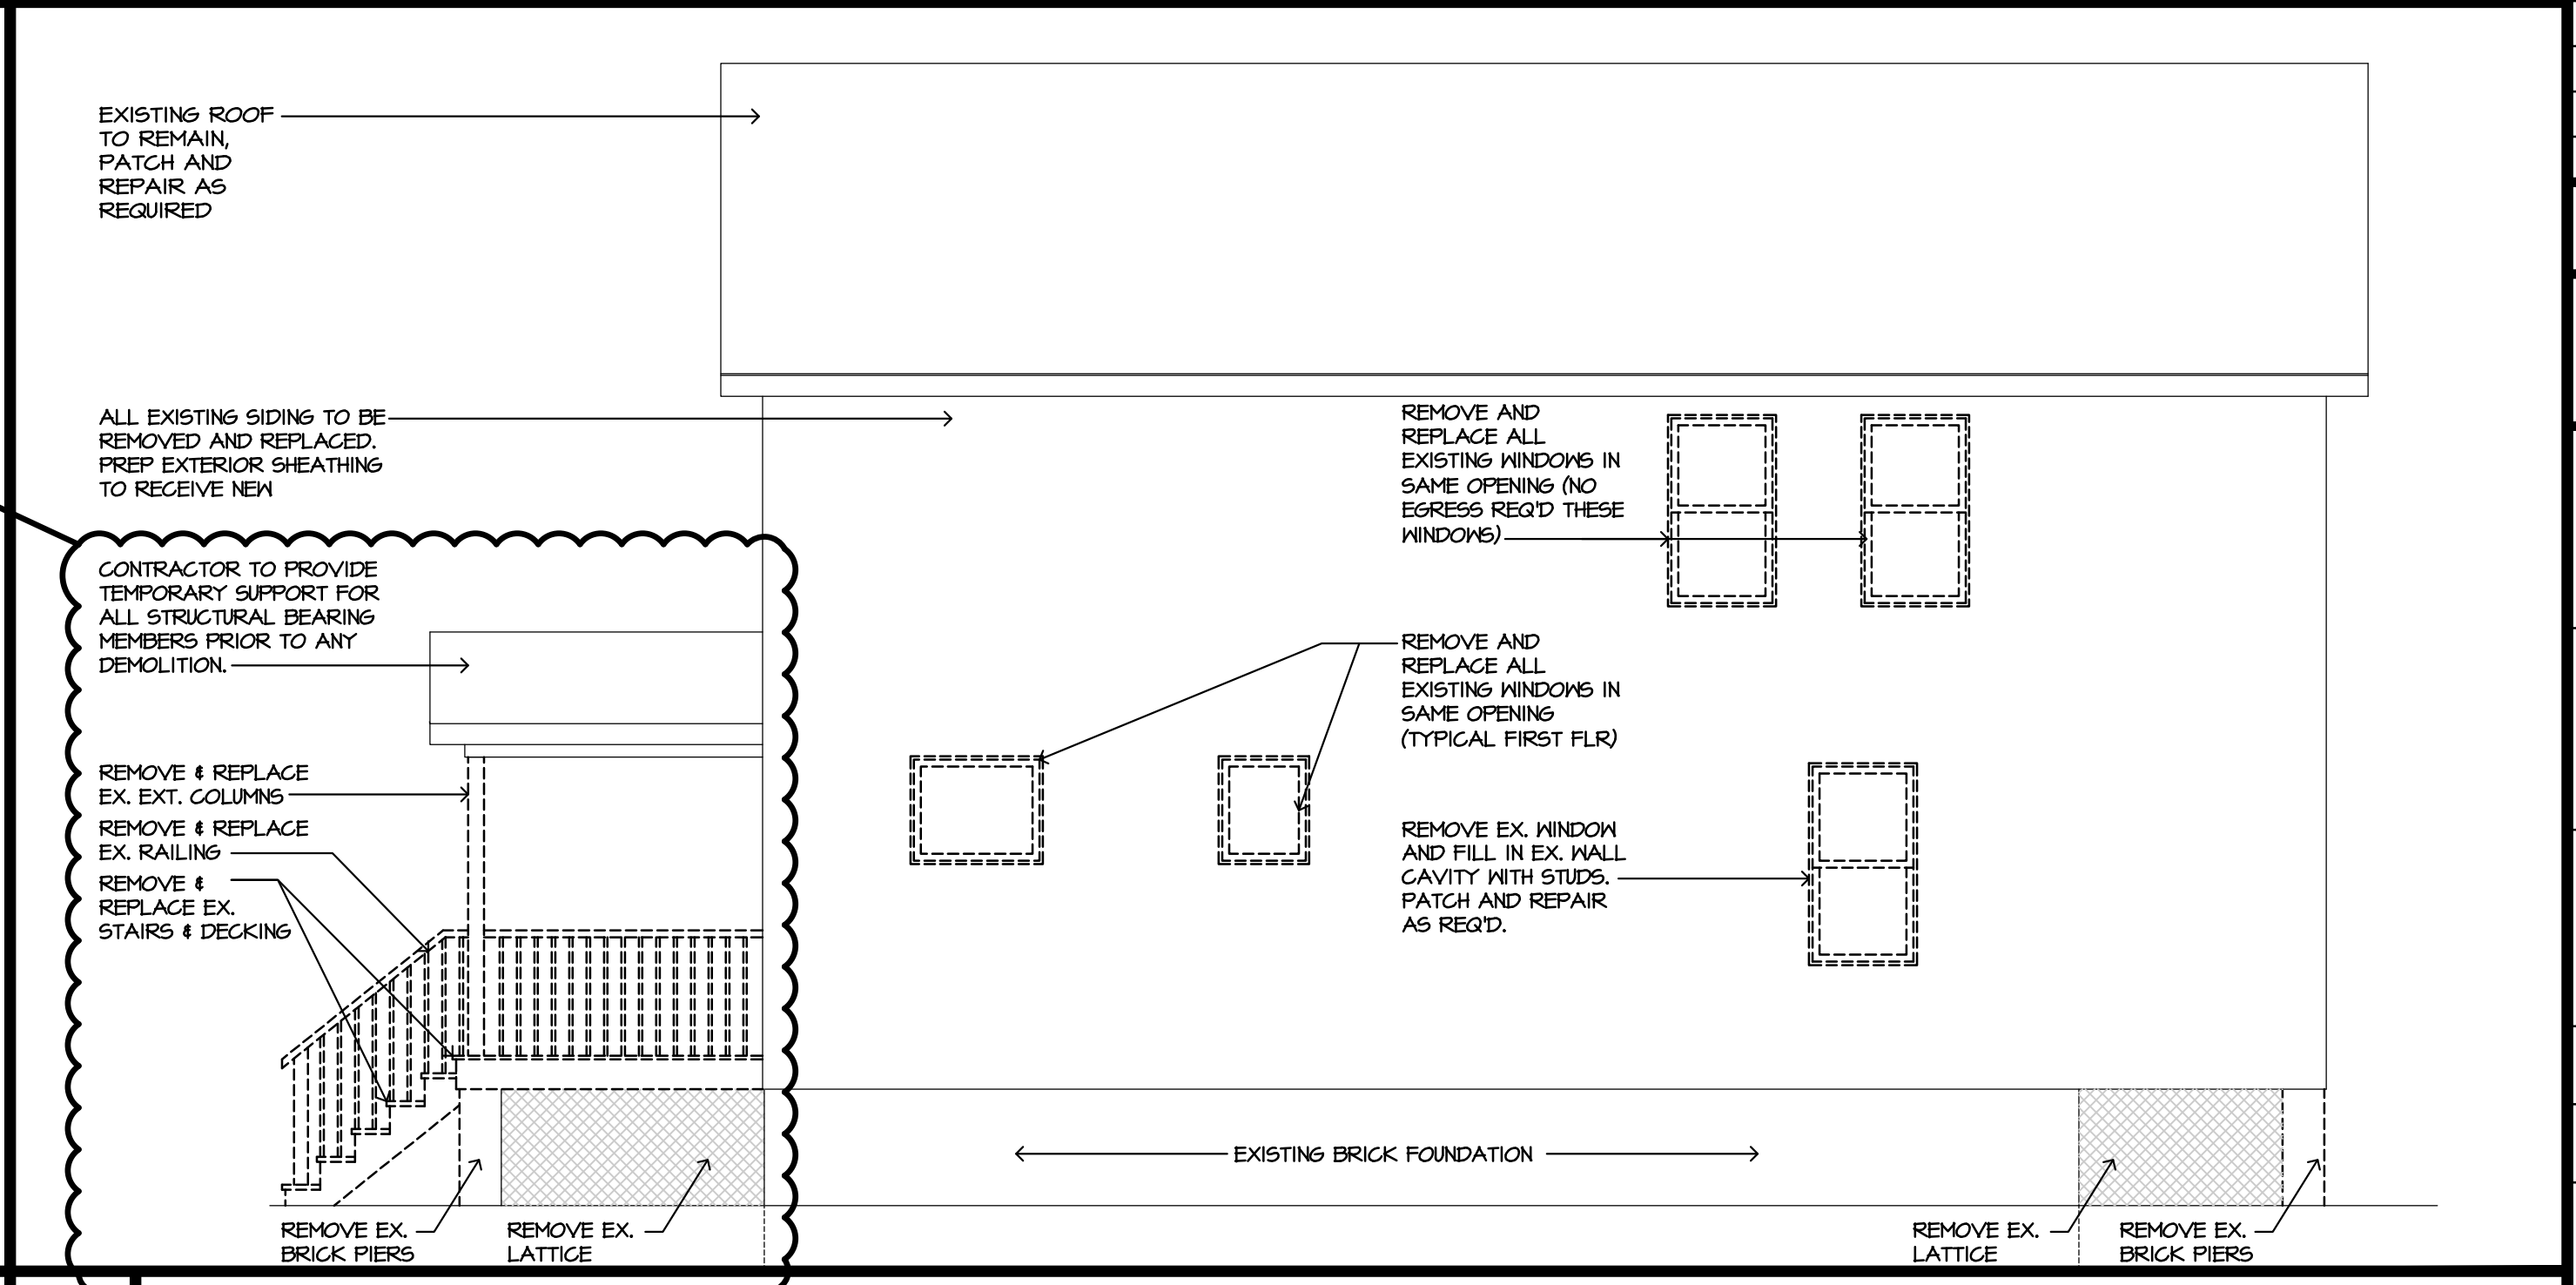 EXISTING ROOF
TO REMAIN,
PATCH AND
REPAIR AS
REQUIRED
ALL EXISTING SIDING TO BE
REMOVED AND REPLACED.
PREP EXTERIOR SHEATHING
TO RECEIVE NEW
CONTRACTOR TO PROVIDE
TEMPORARY SUPPORT FOR
ALL STRUCTURAL BEARING
MEMBERS PRIOR TO ANY
DEMOLITION.
REMOVE & REPLACE
EX. EXT. COLUMNS
REMOVE & REPLACE
EX. RAILING
REMOVE &
REPLACE EX.
STAIRS & DECKING
REMOVE AND
REPLACE ALL
EXISTING WINDOWS IN
SAME OPENING (NO
EGRESS REQ'D THESE
WINDOWS)
REMOVE AND
REPLACE ALL
EXISTING WINDOWS IN
SAME OPENING
(TYPICAL FIRST FLR)
REMOVE EX. WINDOW
AND FILL IN EX. WALL
CAVITY WITH STUDS.
PATCH AND REPAIR
AS REQ'D.
EXISTING BRICK FOUNDATION
REMOVE EX.
BRICK PIERS
REMOVE EX.
LATTICE
REMOVE EX.
LATTICE
REMOVE EX.
BRICK PIERS